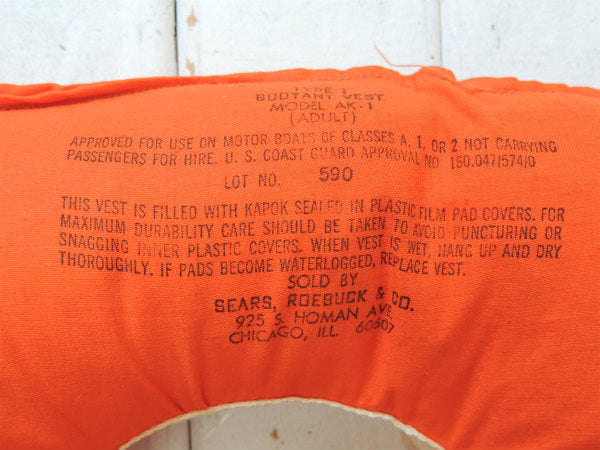 TYPE I
BUOYANT VEST
MODEL AK-1
(ADULT)
APPROVED FOR USE ON MOTOR BOATS OF CLASSES A, 1, OR 2 NOT CARRYING
PASSENGERS FOR HIRE. U.S. COAST GUARD APPROVAL NO 160.047/574/0
LOT NO. 590
THIS VEST IS FILLED WITH KAPOK SEALED IN PLASTIC FILM PAD COVERS. FOR
MAXIMUM DURABILITY CARE SHOULD BE TAKEN TO AVOID PUNCTURING OR
SNAGGING INNER PLASTIC COVERS. WHEN VEST IS WET, HANG UP AND DRY
THOROUGHLY. IF PADS BECOME WATERLOGGED, REPLACE VEST.
SOLD BY
SEARS, ROEBUCK & CO.
925 S. HOMAN AVE
CHICAGO, ILL. 60607